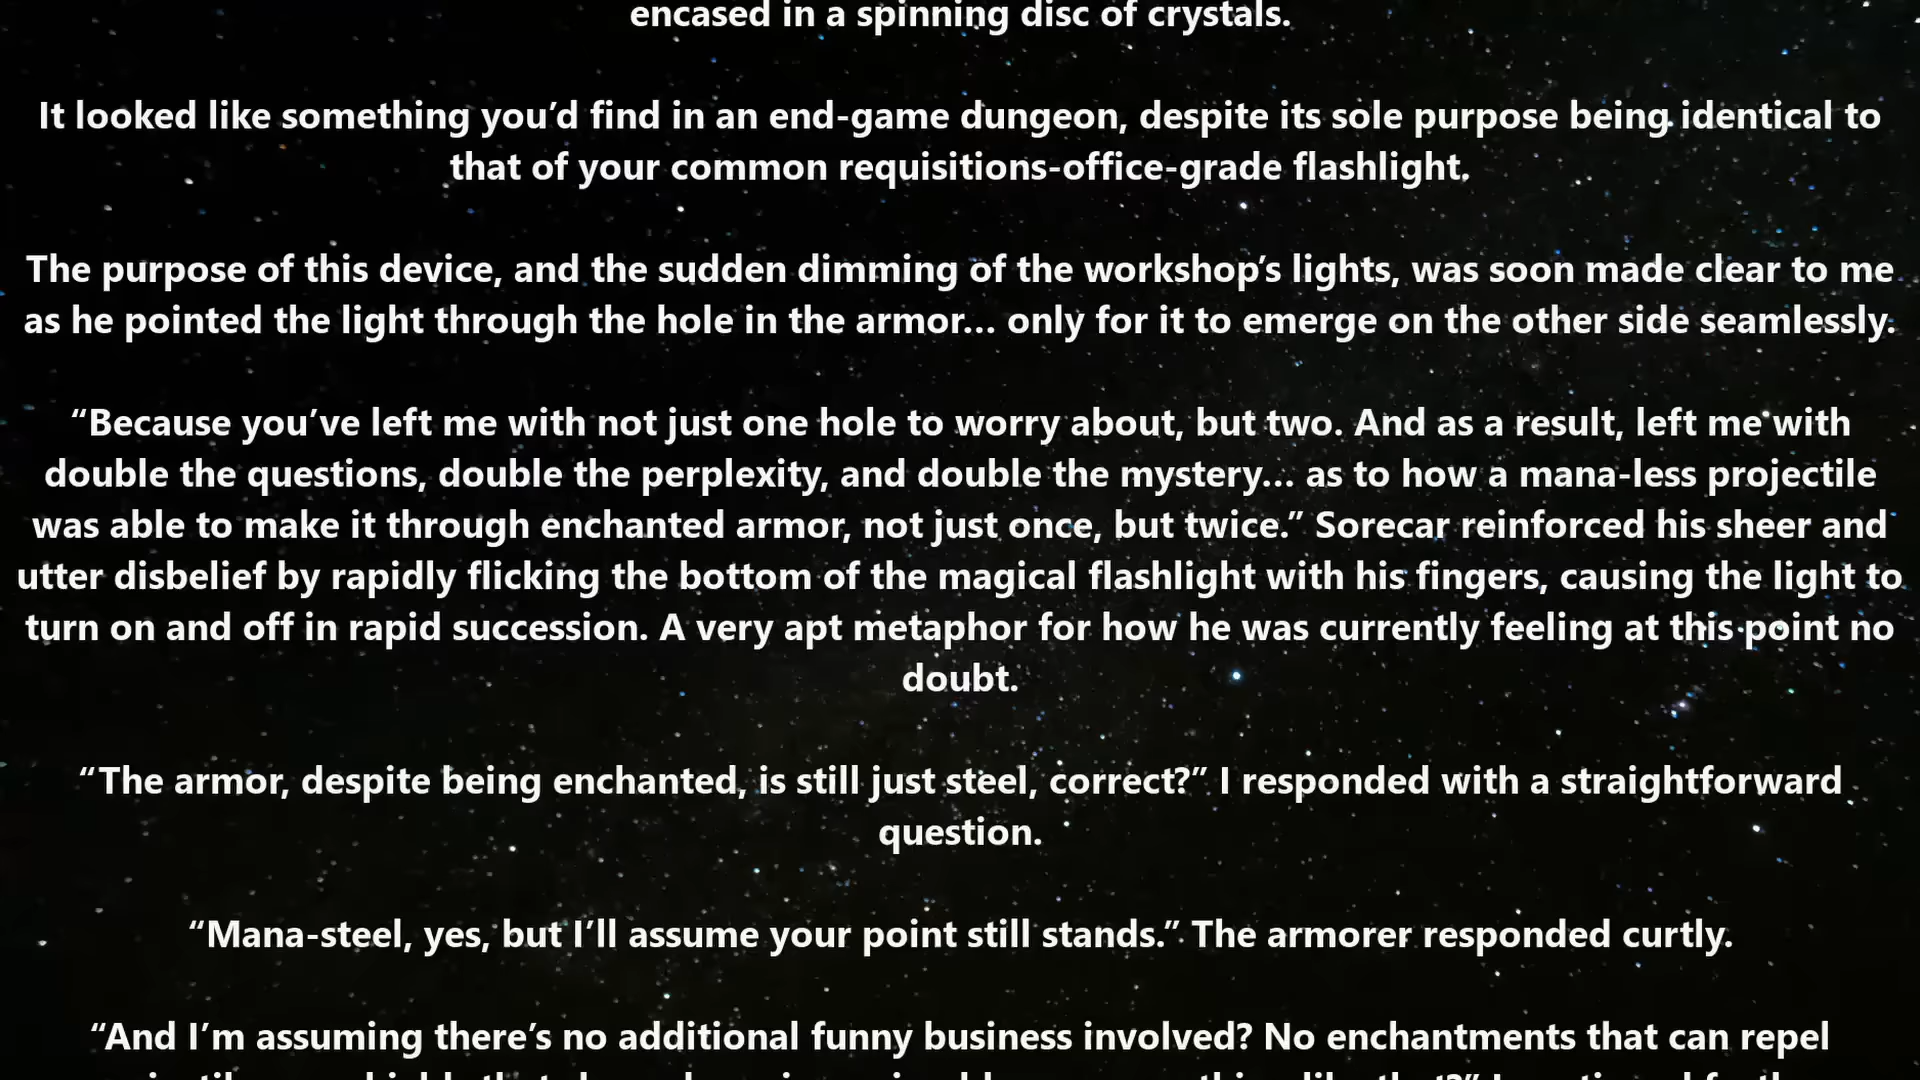 encased in a spinning disc of crystals.
It looked like something you’d find in an end-game dungeon, despite its sole purpose being identical to
that of your common requisitions-office-grade flashlight.
The purpose of this device, and the sudden dimming of the workshop’s lights, was soon made clear to me
as he pointed the light through the hole in the armor… only for it to emerge on the other side seamlessly.
“Because you’ve left me with not just one hole to worry about, but two. And as a result, left me with
double the questions, double the perplexity, and double the mystery… as to how a mana-less projectile
was able to make it through enchanted armor, not just once, but twice.” Sorecar reinforced his sheer and
utter disbelief by rapidly flicking the bottom of the magical flashlight with his fingers, causing the light to
turn on and off in rapid succession. A very apt metaphor for how he was currently feeling at this point no
doubt.
“The armor, despite being enchanted, is still just steel, correct?” I responded with a straightforward
question.
“Mana-steel, yes, but I’ll assume your point still stands.” The armorer responded curtly.
“And I’m assuming there’s no additional funny business involved? No enchantments that can repel